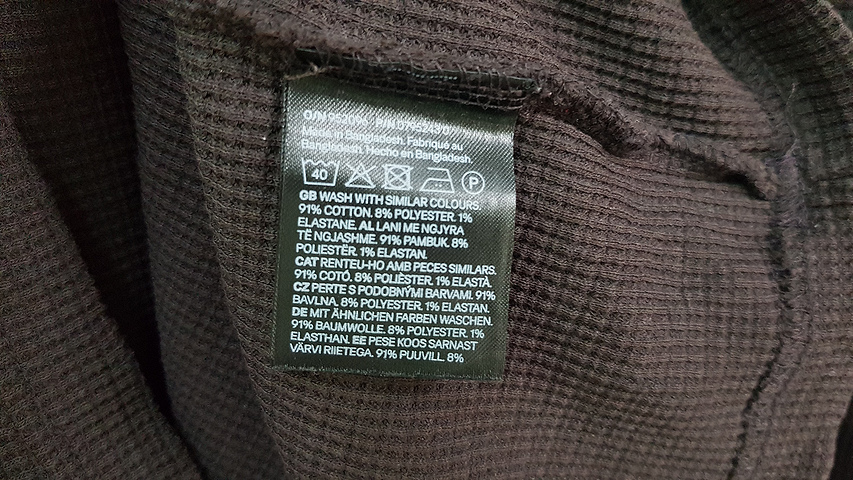 O/N
Made in Bangladesh. Fabriqué au
Bangladesh. Hecho en Bangladesh.
40 P
GB WASH WITH SIMILAR COLOURS.
91% COTTON. 8% POLYESTER. 1%
ELASTANE. AL LANI ME NGJYRA
TË NGJASHME. 91% PAMBUK. 8%
POLIESTËR. 1% ELASTAN.
CAT RENTEU-HO AMB PECES SIMILARS.
91% COTÓ. 8% POLIÈSTER. 1% ELASTÀ.
CZ PERTE S PODOBNÝMI BARVAMI. 91%
BAVLNA. 8% POLYESTER. 1% ELASTAN.
DE MIT ÄHNLICHEN FARBEN WASCHEN.
91% BAUMWOLLE. 8% POLYESTER. 1%
ELASTHAN. EE PESE KOOS SARNAST
VÄRVI RIIETEGA. 91% PUUVILL. 8%